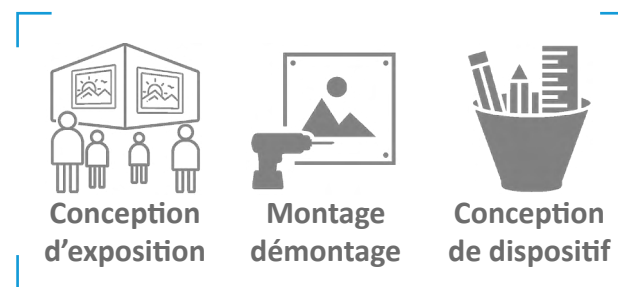 Conception
d’exposition
Montage
démontage
Conception
de dispositif